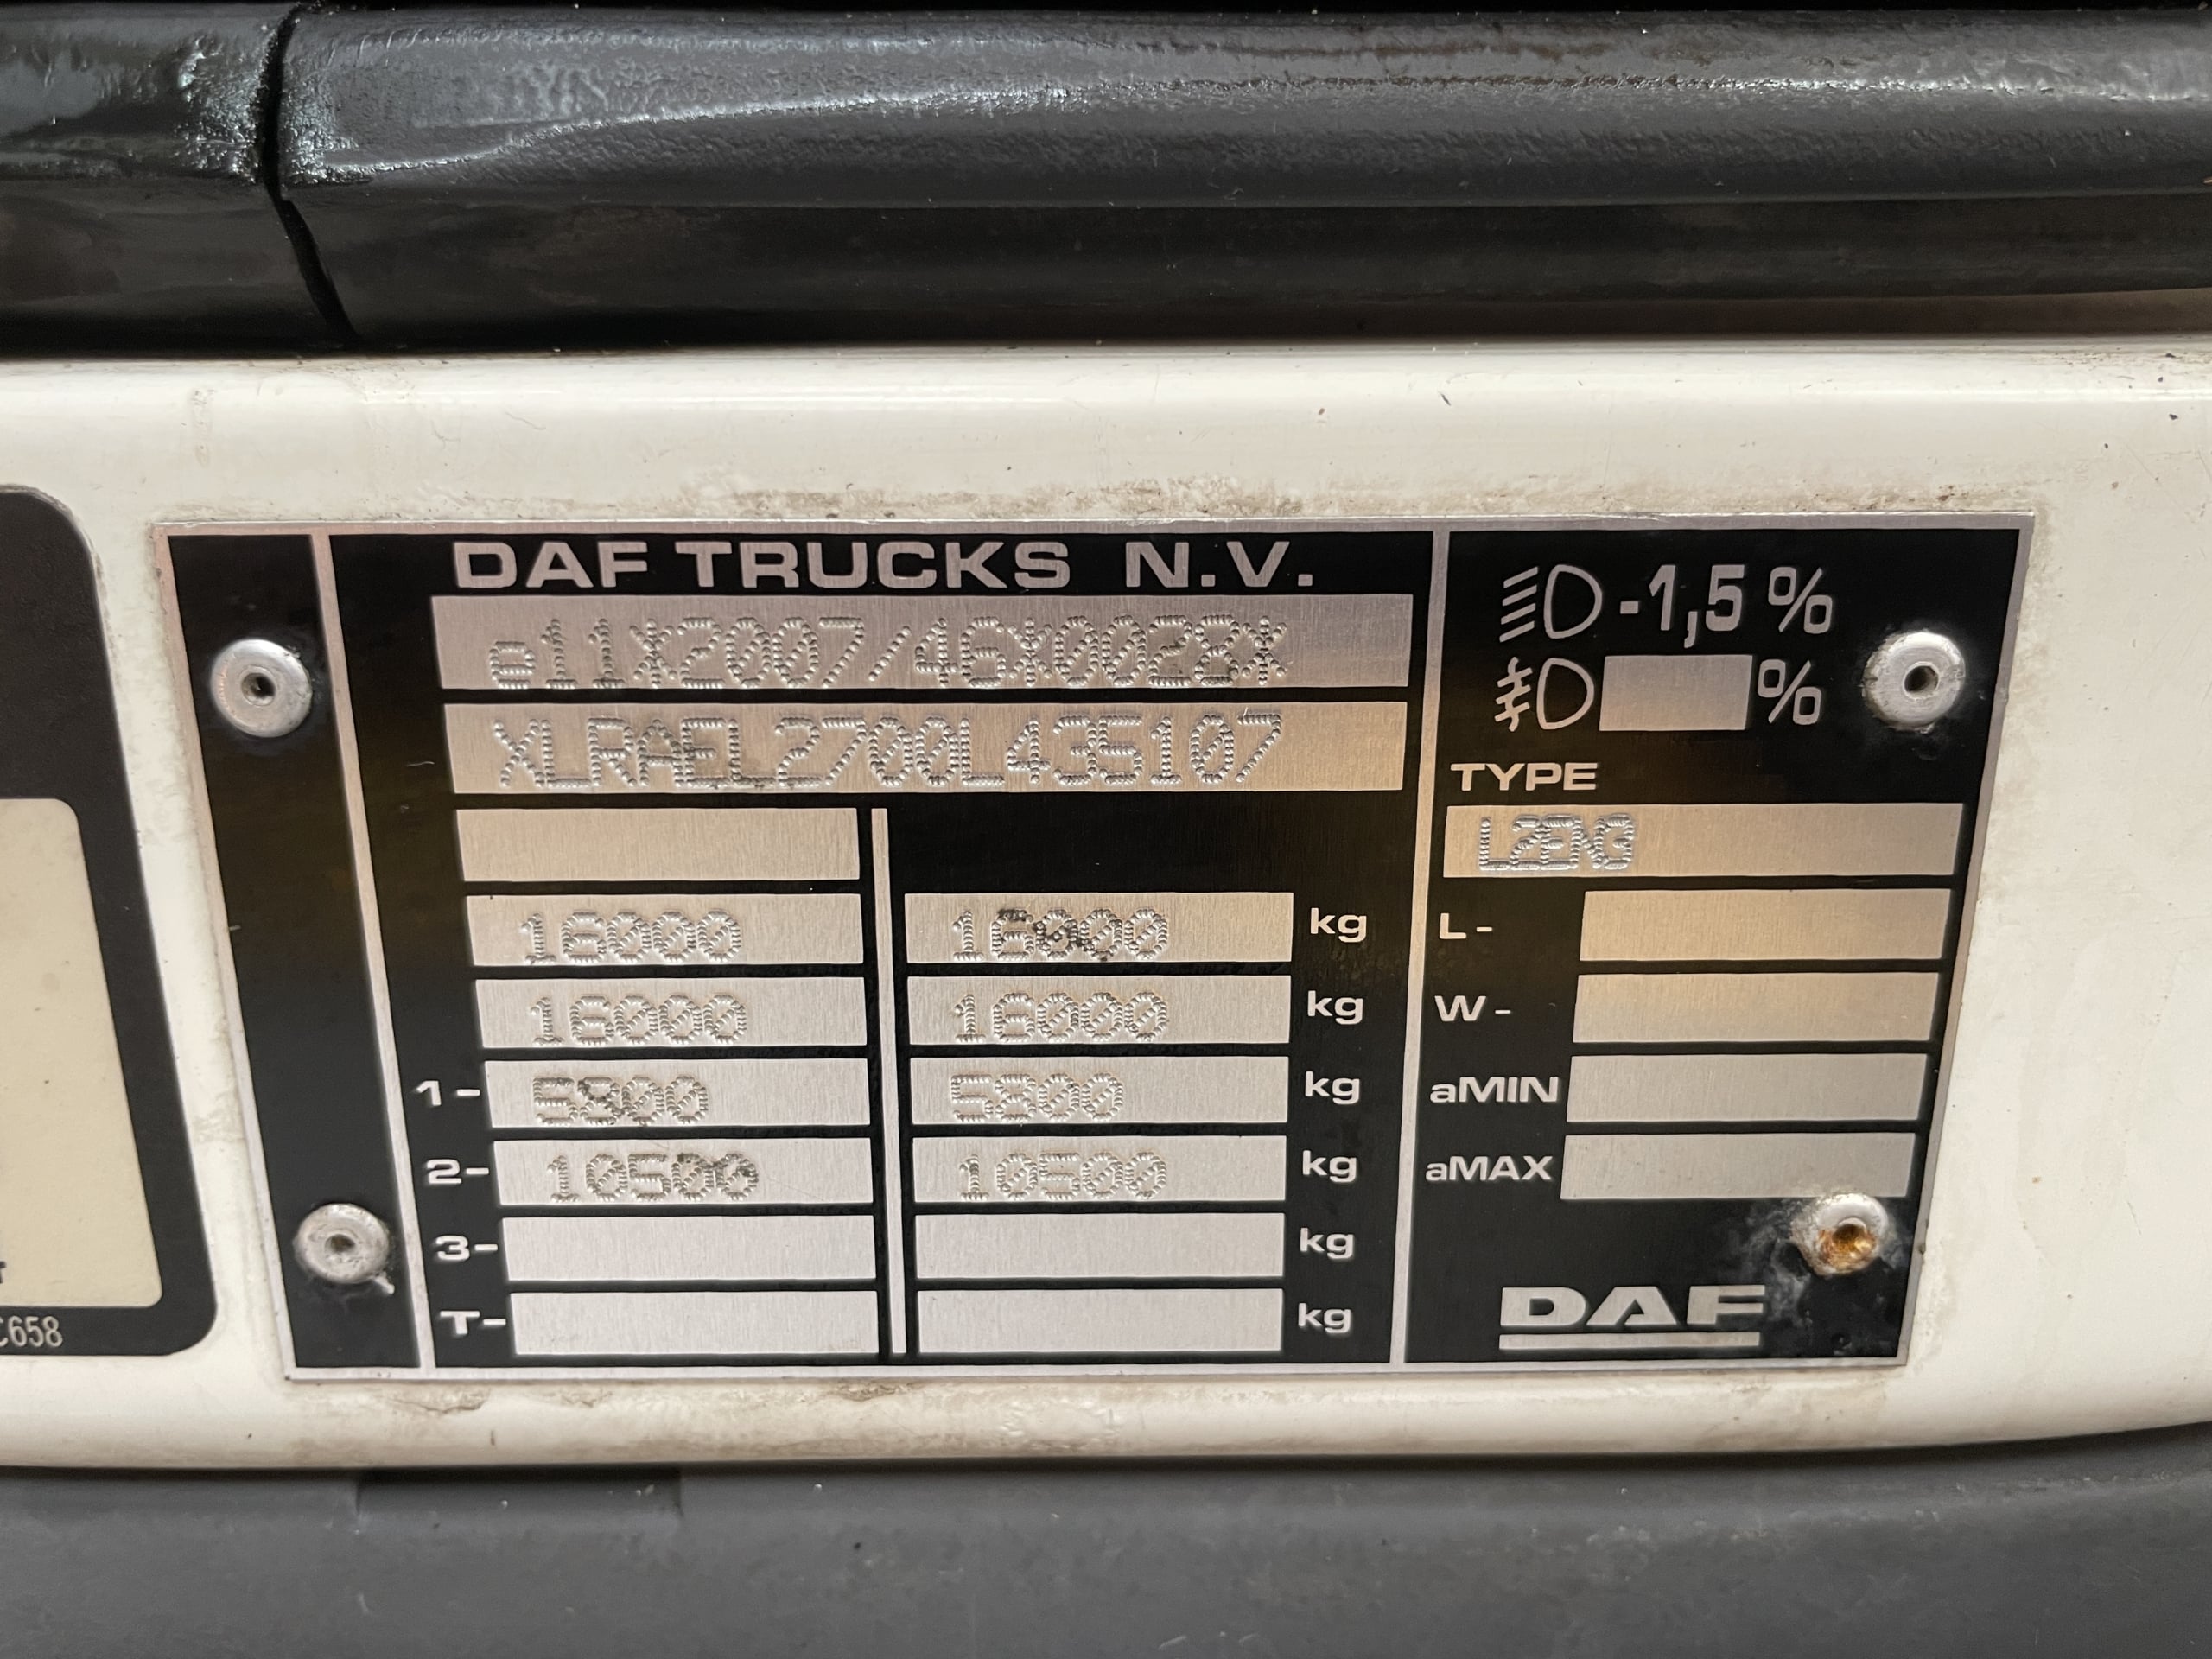 DAF TRUCKS N.V.
e11*2007/46*0028*
XLRAEL2700L435107
16000 16000 kg
16000 16000 kg
1- 5800 5800 kg
2- 10500 10500 kg
3- kg
T- kg
-1,5 %
%
TYPE
L2EN3
L-
W-
aMIN
aMAX
DAF
C658